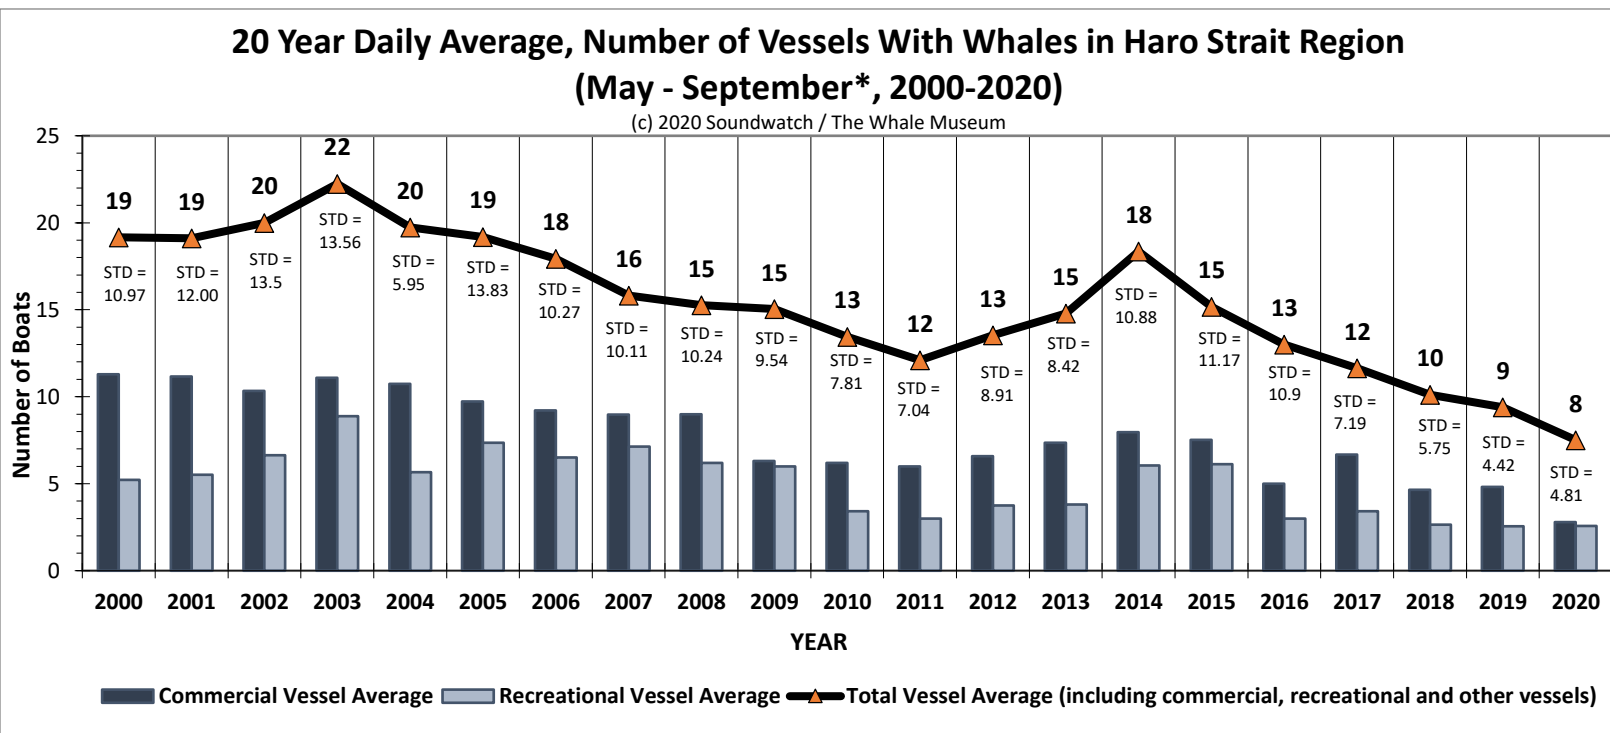 20 Year Daily Average, Number of Vessels With Whales in Haro Strait Region
(May - September*, 2000-2020)
(c) 2020 Soundwatch / The Whale Museum
Number of Boats
25
20
15
10
5
0
19
STD =
10.97
19
STD =
12.00
20
STD =
13.5
22
STD =
13.56
20
STD =
5.95
19
STD =
13.83
18
STD =
10.27
16
STD =
10.11
15
STD =
10.24
15
STD =
9.54
13
STD =
7.81
12
STD =
7.04
13
STD =
8.91
15
STD =
8.42
18
STD =
10.88
15
STD =
11.17
13
STD =
10.9
12
STD =
7.19
10
STD =
5.75
9
STD =
4.42
8
STD =
4.81
2000 2001 2002 2003 2004 2005 2006 2007 2008 2009 2010 2011 2012 2013 2014 2015 2016 2017 2018 2019 2020
YEAR
Commercial Vessel Average Recreational Vessel Average Total Vessel Average (including commercial, recreational and other vessels)